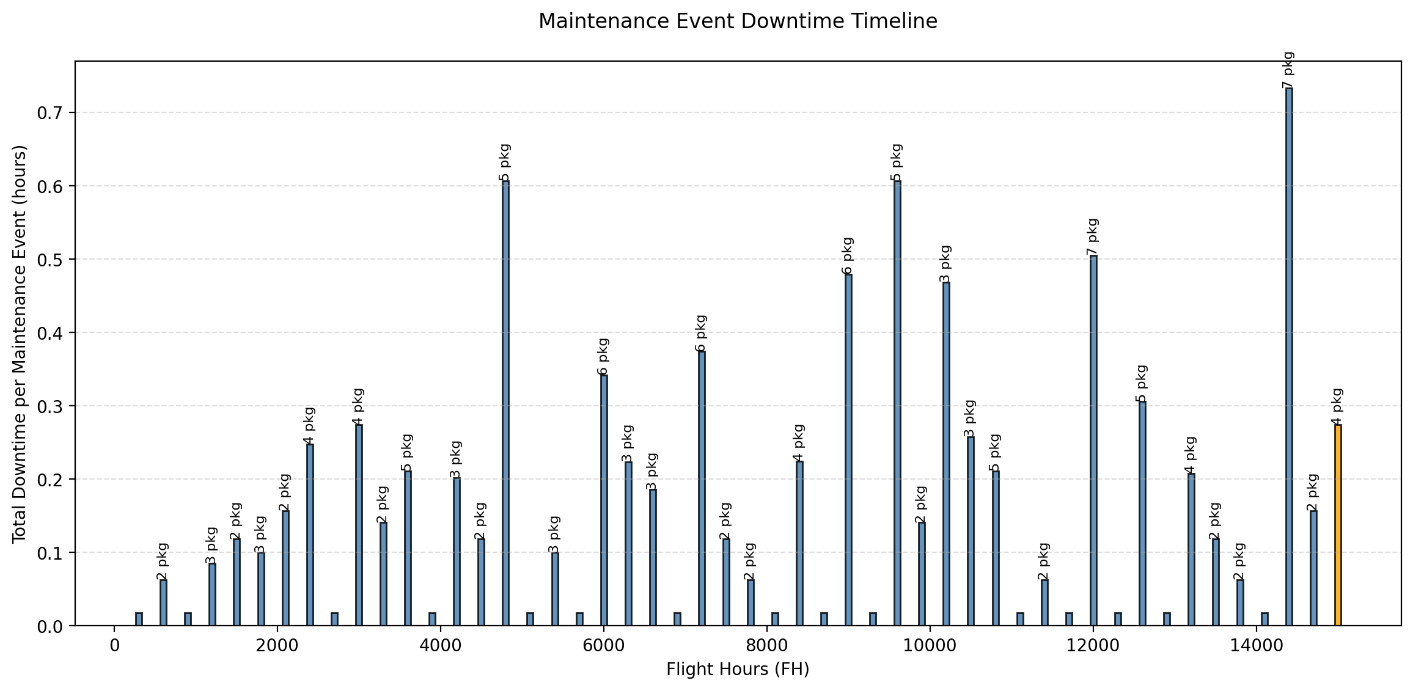 Maintenance Event Downtime Timeline
Total Downtime per Maintenance Event (hours)
0.7
0.6
0.5
0.4
0.3
0.2
0.1
0.0
2 pkg
3 pkg
2 pkg
3 pkg
2 pkg
4 pkg
4 pkg
2 pkg
5 pkg
3 pkg
2 pkg
5 pkg
3 pkg
6 pkg
3 pkg
3 pkg
6 pkg
2 pkg
2 pkg
4 pkg
6 pkg
5 pkg
2 pkg
3 pkg
3 pkg
5 pkg
2 pkg
7 pkg
5 pkg
4 pkg
2 pkg
2 pkg
7 pkg
2 pkg
4 pkg
0 2000 4000 6000 8000 10000 12000 14000
Flight Hours (FH)